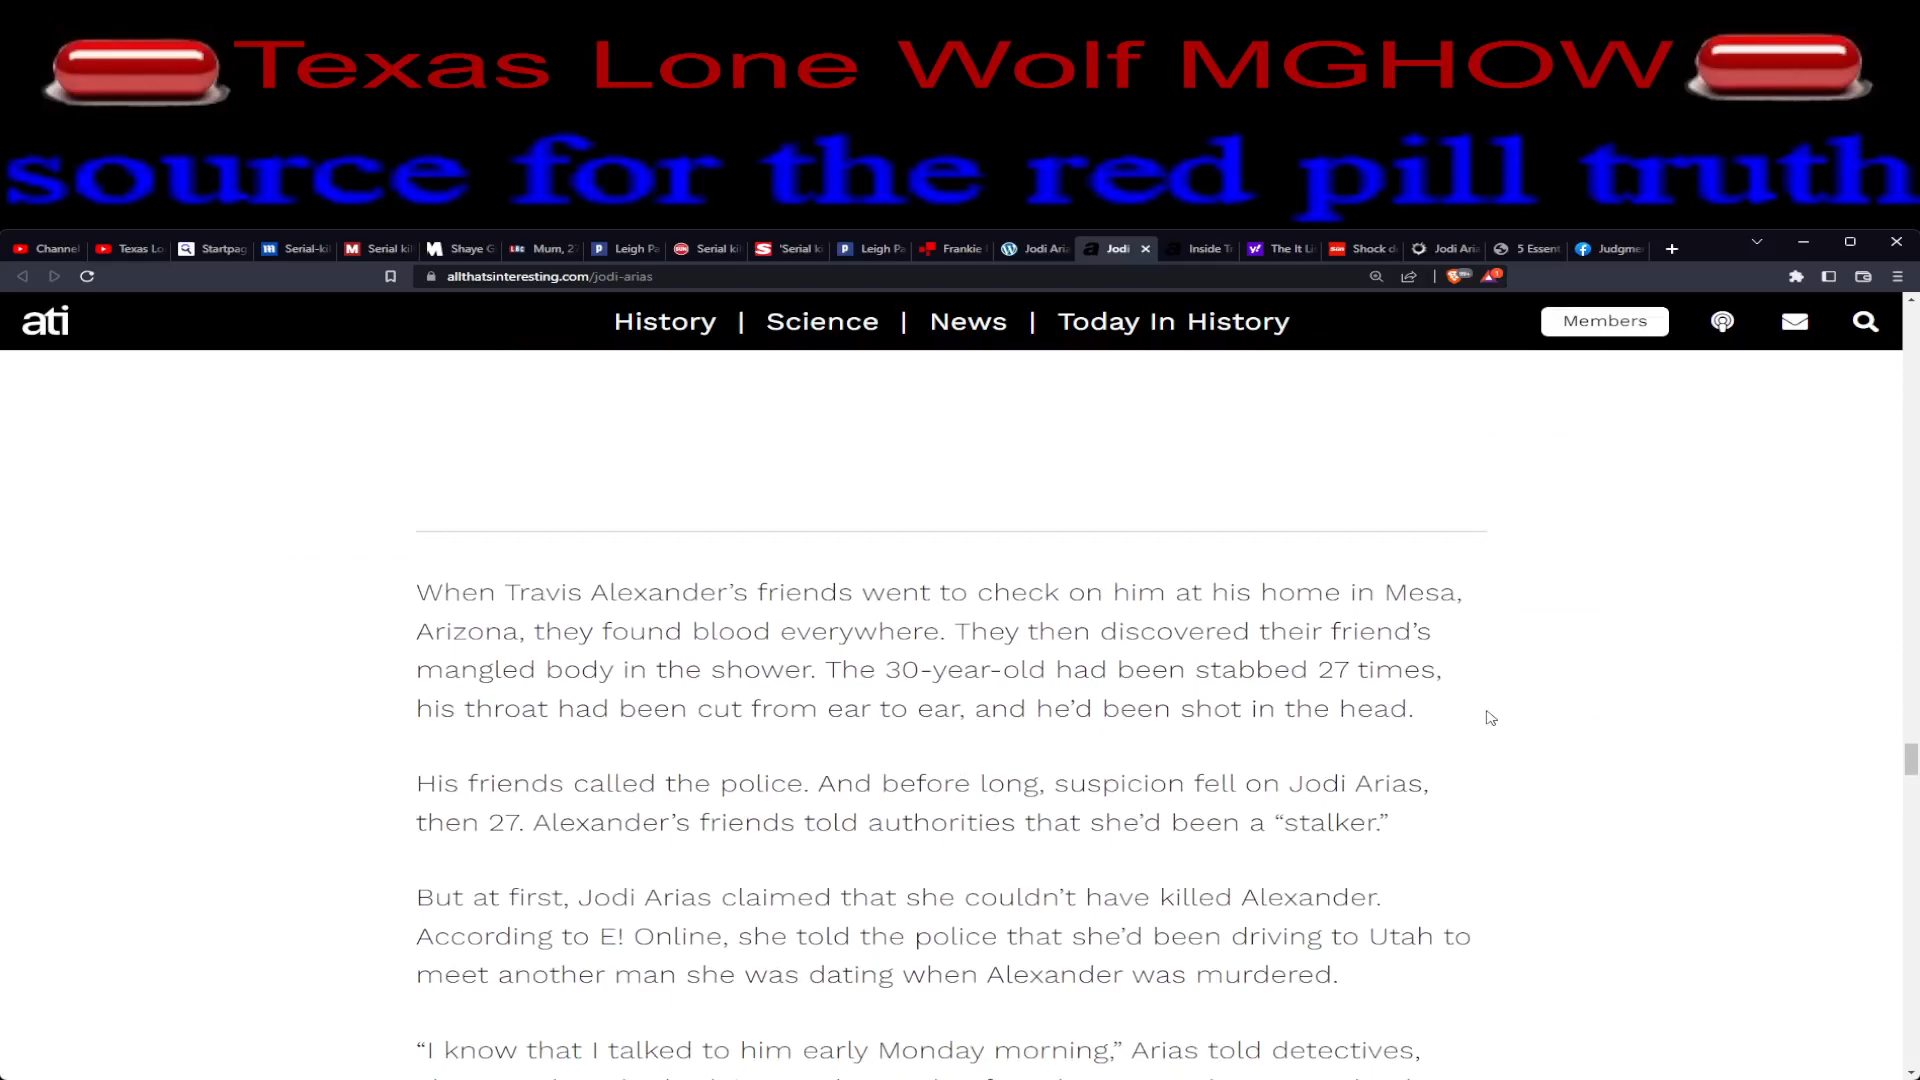 Texas Lone Wolf MGHOW
source for the red pill truth
Channel
Texas Lo
Startpag
Serial-kil
Serial kil
Shaye G
Mum, 27
Leigh Pa
Serial kil
'Serial ki
Leigh Pa
Frankie
Jodi Aria
Jodi
Inside Tr
The It Li
Shock de
Jodi Aria
5 Essent
Judgmen
allthatsinteresting.com/jodi-arias
ati
History | Science | News | Today In History
Members
When Travis Alexander’s friends went to check on him at his home in Mesa,
Arizona, they found blood everywhere. They then discovered their friend’s
mangled body in the shower. The 30-year-old had been stabbed 27 times,
his throat had been cut from ear to ear, and he’d been shot in the head.
His friends called the police. And before long, suspicion fell on Jodi Arias,
then 27. Alexander’s friends told authorities that she’d been a “stalker.”
But at first, Jodi Arias claimed that she couldn’t have killed Alexander.
According to E! Online, she told the police that she’d been driving to Utah to
meet another man she was dating when Alexander was murdered.
“I know that I talked to him early Monday morning,” Arias told detectives,